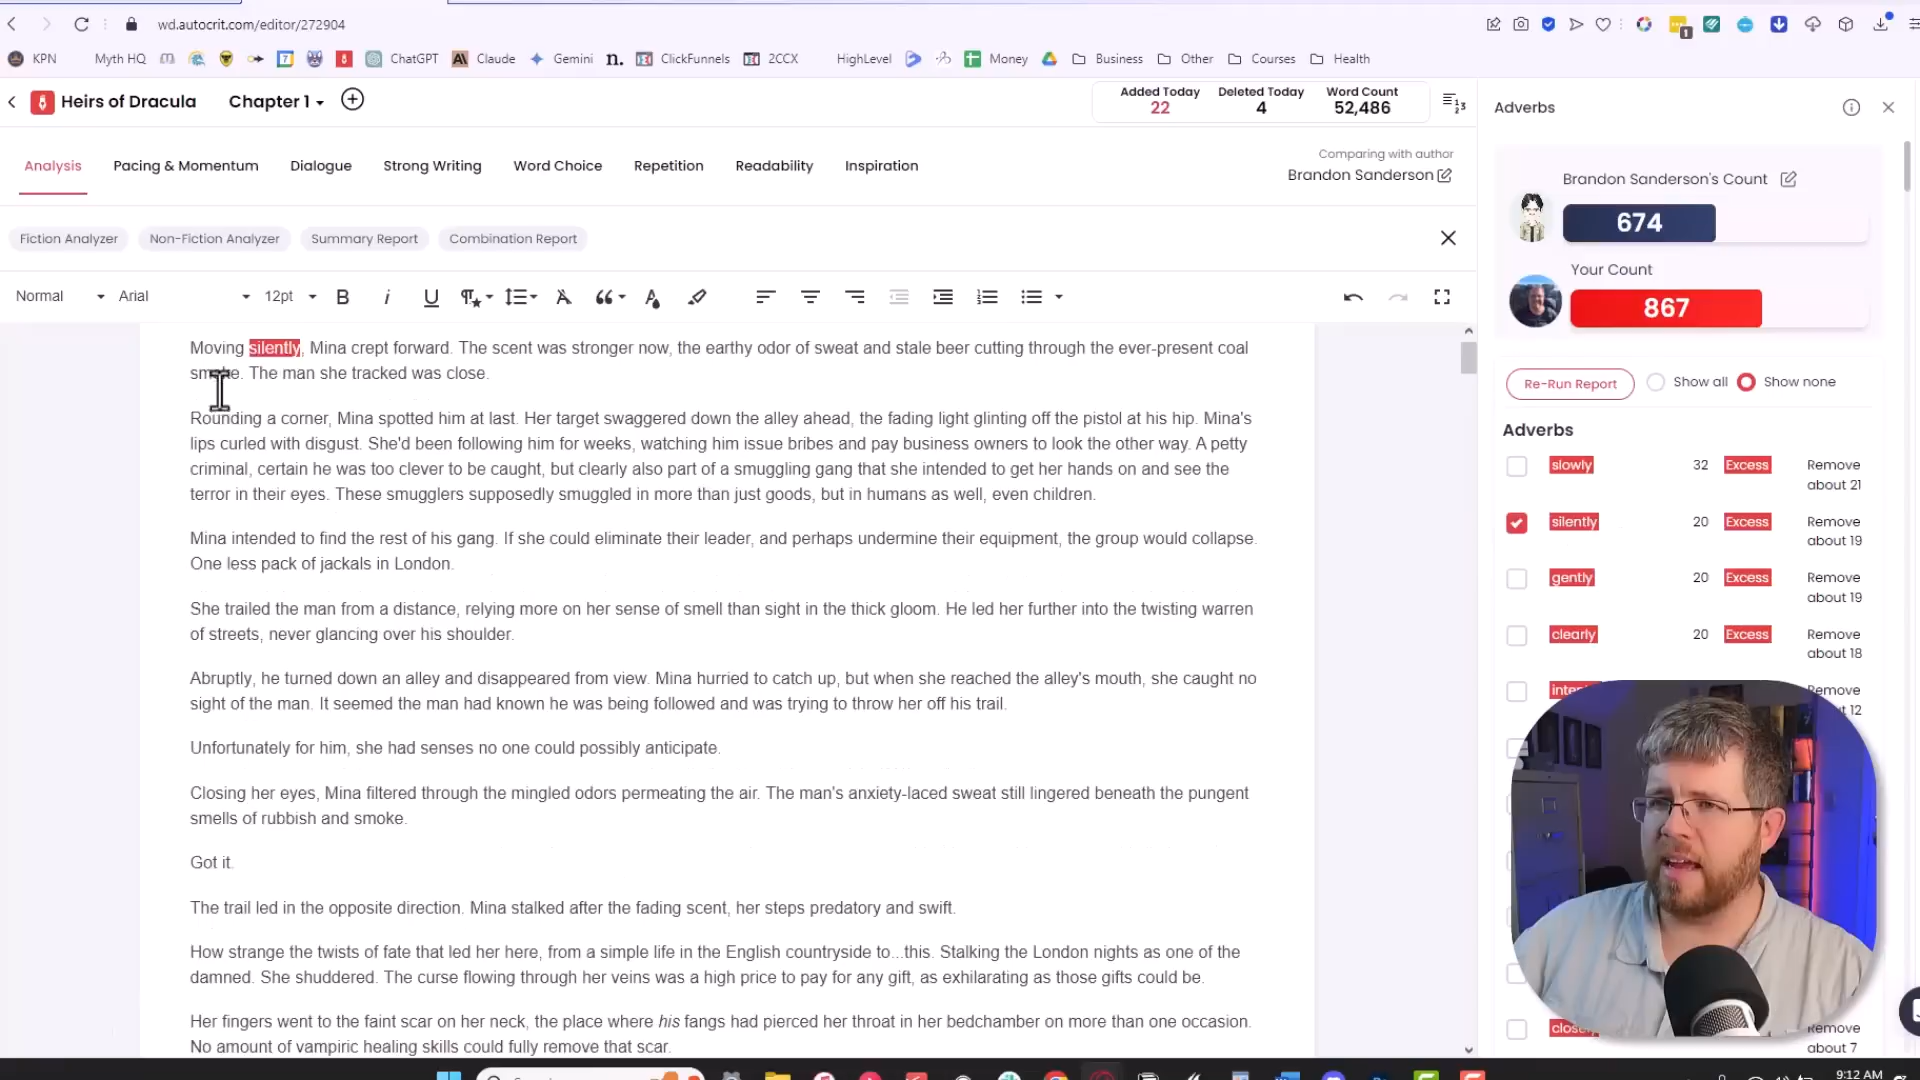 wd.autocrit.com/editor/272904
KPN Myth HQ ChatGPT Claude Gemini n. ClickFunnels 2CCX HighLevel Money Business Other Courses Health
Heirs of Dracula Chapter 1
Added Today Deleted Today Word Count
22 4 52,486
Analysis Pacing & Momentum Dialogue Strong Writing Word Choice Repetition Readability Inspiration
Comparing with author
Brandon Sanderson
Fiction Analyzer Non-Fiction Analyzer Summary Report Combination Report
Normal Arial 12pt
Moving silently, Mina crept forward. The scent was stronger now, the earthy odor of sweat and stale beer cutting through the ever-present coal
smoke. The man she tracked was close.
Rounding a corner, Mina spotted him at last. Her target swaggered down the alley ahead, the fading light glinting off the pistol at his hip. Mina's
lips curled with disgust. She'd been following him for weeks, watching him issue bribes and pay business owners to look the other way. A petty
criminal, certain he was too clever to be caught, but clearly also part of a smuggling gang that she intended to get her hands on and see the
terror in their eyes. These smugglers supposedly smuggled in more than just goods, but in humans as well, even children.
Mina intended to find the rest of his gang. If she could eliminate their leader, and perhaps undermine their equipment, the group would collapse.
One less pack of jackals in London.
She trailed the man from a distance, relying more on her sense of smell than sight in the thick gloom. He led her further into the twisting warren
of streets, never glancing over his shoulder.
Abruptly, he turned down an alley and disappeared from view. Mina hurried to catch up, but when she reached the alley's mouth, she caught no
sight of the man. It seemed the man had known he was being followed and was trying to throw her off his trail.
Unfortunately for him, she had senses no one could possibly anticipate.
Closing her eyes, Mina filtered through the mingled odors permeating the air. The man's anxiety-laced sweat still lingered beneath the pungent
smells of rubbish and smoke.
Got it.
The trail led in the opposite direction. Mina stalked after the fading scent, her steps predatory and swift.
How strange the twists of fate that led her here, from a simple life in the English countryside to...this. Stalking the London nights as one of the
damned. She shuddered. The curse flowing through her veins was a high price to pay for any gift, as exhilarating as those gifts could be.
Her fingers went to the faint scar on her neck, the place where his fangs had pierced her throat in her bedchamber on more than one occasion.
No amount of vampiric healing skills could fully remove that scar.
Adverbs
Brandon Sanderson's Count
674
Your Count
867
Re-Run Report Show all Show none
Adverbs
slowly 32 Excess Remove
about 21
silently 20 Excess Remove
about 19
gently 20 Excess Remove
about 19
clearly 20 Excess Remove
about 18
Remove
12
Remove
about 7
9:12 AM